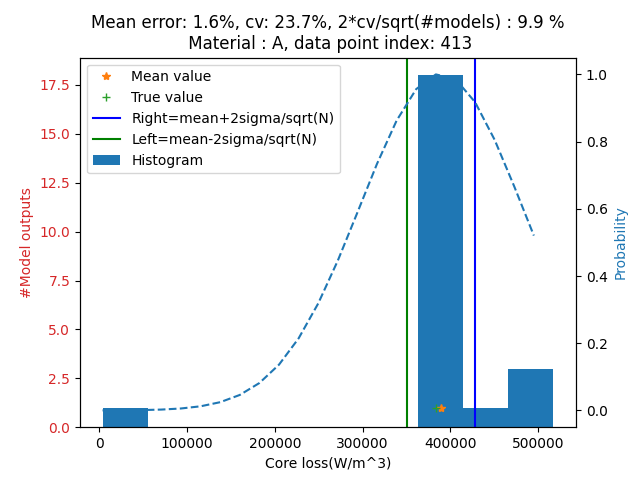 Mean error: 1.6%, cv: 23.7%, 2*cv/sqrt(#models) : 9.9 %
Material : A, data point index: 413
Mean value
True value
Right=mean+2sigma/sqrt(N)
Left=mean-2sigma/sqrt(N)
Histogram
#Model outputs
17.5
15.0
12.5
10.0
7.5
5.0
2.5
0.0
Probability
1.0
0.8
0.6
0.4
0.2
0.0
0 100000 200000 300000 400000 500000
Core loss(W/m^3)